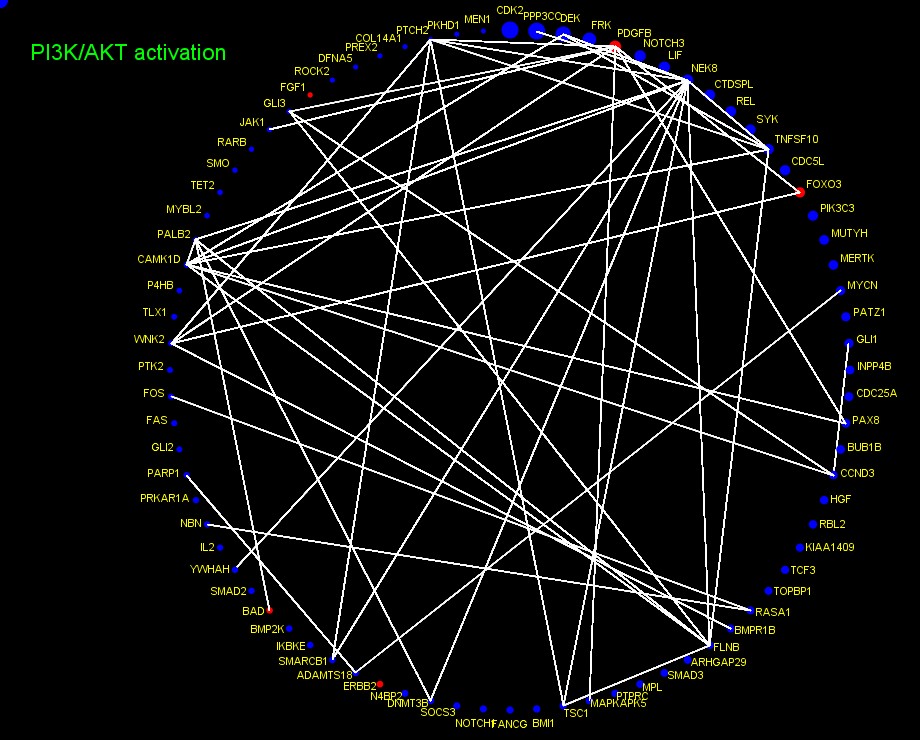 PI3K/AKT activation
CDK2
PPP3CC
DEK
FRK
PDGFB
NOTCH3
LIF
NEK8
CTDSPL
REL
SYK
TNFSF10
CDC5L
FOXO3
PIK3C3
MUTYH
MERTK
MYCN
PATZ1
GLI1
INPP4B
CDC25A
PAX8
BUB1B
CCND3
HGF
RBL2
KIAA1409
TCF3
TOPBP1
RASA1
BMPR1B
FLNB
ARHGAP29
SMAD3
MPL
PTPRC
MAPKAPK5
TSC1
BMI1
FANCG
NOTCH1
SOCS3
DNMT3B
N4BP2
ERBB2
ADAMTS18
SMARCB1
IKBKE
BMP2K
BAD
SMAD2
YWHAH
IL2
NBN
PRKAR1A
PARP1
GLI2
FAS
FOS
PTK2
WNK2
TLX1
P4HB
CAMK1D
PALB2
MYBL2
TET2
SMO
RARB
JAK1
GLI3
FGF1
ROCK2
DFNA5
PREX2
COL14A1
PTCH2
PKHD1
MEN1